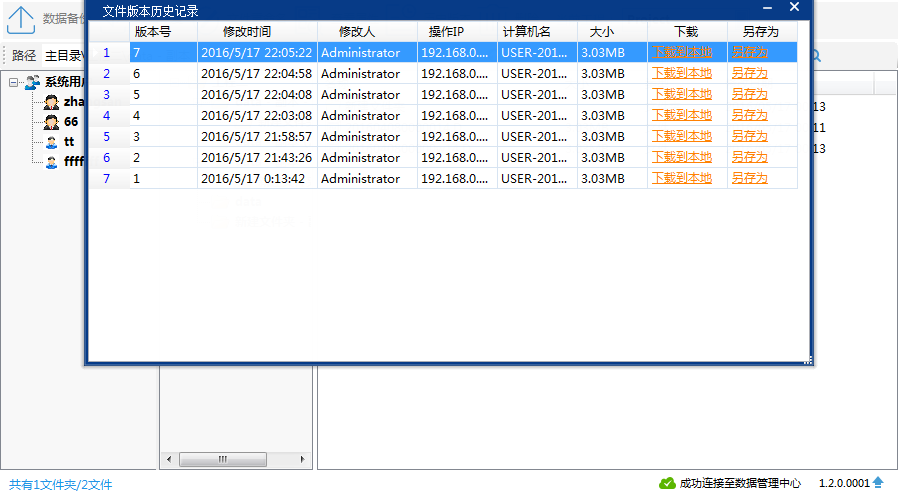 文件版本历史记录
数据备
路径 主目录
版本号 修改时间 修改人 操作IP 计算机名 大小 下载 另存为
1 7 2016/5/17 22:05:22 Administrator 192.168.0.... USER-201... 3.03MB 下载到本地 另存为
2 6 2016/5/17 22:04:58 Administrator 192.168.0.... USER-201... 3.03MB 下载到本地 另存为
3 5 2016/5/17 22:04:08 Administrator 192.168.0.... USER-201... 3.03MB 下载到本地 另存为
4 4 2016/5/17 22:03:08 Administrator 192.168.0.... USER-201... 3.03MB 下载到本地 另存为
5 3 2016/5/17 21:58:57 Administrator 192.168.0.... USER-201... 3.03MB 下载到本地 另存为
6 2 2016/5/17 21:43:26 Administrator 192.168.0.... USER-201... 3.03MB 下载到本地 另存为
7 1 2016/5/17 0:13:42 Administrator 192.168.0.... USER-201... 3.03MB 下载到本地 另存为
系统用
zha
66
tt
ffff
13
11
13
共有1文件夹/2文件
成功连接至数据管理中心 1.2.0.0001